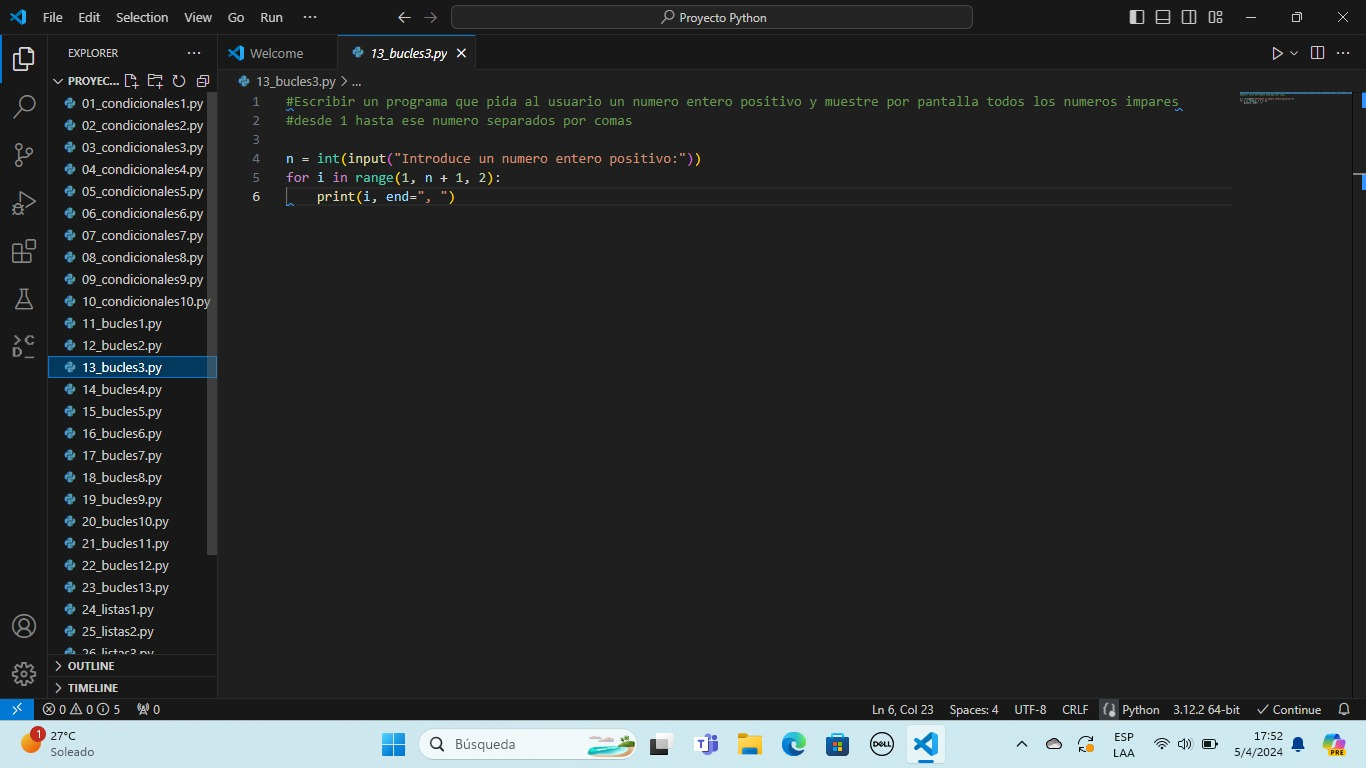 File Edit Selection View Go Run ···
Proyecto Python
EXPLORER ···
Welcome
13_bucles3.py
PROYEC...
13_bucles3.py > ...
01_condicionales1.py
02_condicionales2.py
03_condicionales3.py
04_condicionales4.py
05_condicionales5.py
06_condicionales6.py
07_condicionales7.py
08_condicionales8.py
09_condicionales9.py
10_condicionales10.py
11_bucles1.py
12_bucles2.py
13_bucles3.py
14_bucles4.py
15_bucles5.py
16_bucles6.py
17_bucles7.py
18_bucles8.py
19_bucles9.py
20_bucles10.py
21_bucles11.py
22_bucles12.py
23_bucles13.py
24_listas1.py
25_listas2.py
26_listas3.py
OUTLINE
TIMELINE
1 #Escribir un programa que pida al usuario un numero entero positivo y muestre por pantalla todos los numeros impares
2 #desde 1 hasta ese numero separados por comas
3
4 n = int(input("Introduce un numero entero positivo:"))
5 for i in range(1, n + 1, 2):
6     print(i, end=", ")
0 0 5 0
Ln 6, Col 23 Spaces: 4 UTF-8 CRLF Python 3.12.2 64-bit Continue
1
27°C
Soleado
Búsqueda
DELL
PRE
ESP
LAA
17:52
5/4/2024